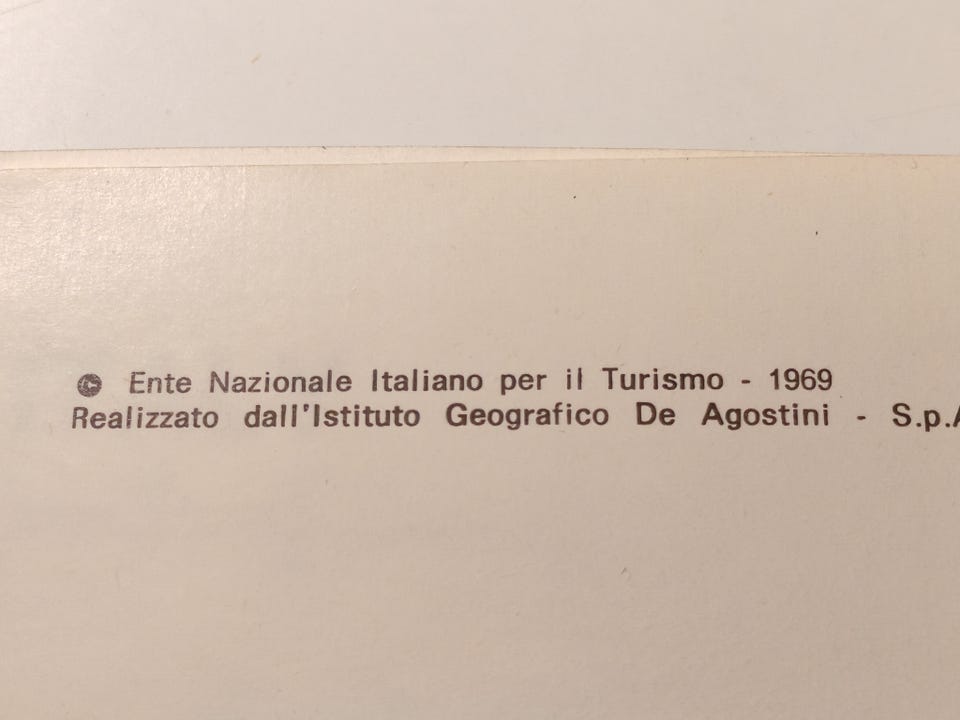 © Ente Nazionale Italiano per il Turismo - 1969
Realizzato dall'Istituto Geografico De Agostini - S.p.A